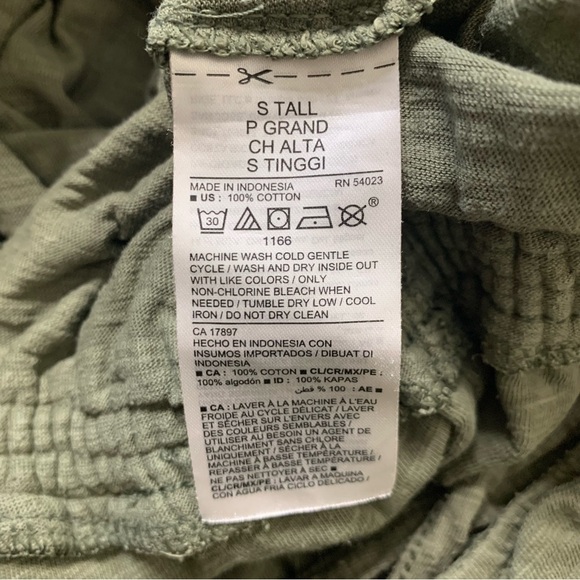 S TALL
P GRAND
CH ALTA
S TINGGI
MADE IN INDONESIA RN 54023
■ US : 100% COTTON
30 ®
1166
MACHINE WASH COLD GENTLE
CYCLE / WASH AND DRY INSIDE OUT
WITH LIKE COLORS / ONLY
NON-CHLORINE BLEACH WHEN
NEEDED / TUMBLE DRY LOW / COOL
IRON / DO NOT DRY CLEAN
CA 17897
HECHO EN INDONESIA CON
INSUMOS IMPORTADOS / DIBUAT DI
INDONESIA
■ CA : 100% COTON ■ CL/CR/MX/PE :
100% algodón ■ ID : 100% KAPAS
■ AE : 100 % قطن
■ CA : LAVER À LA MACHINE À L'EAU
FROIDE AU CYCLE DÉLICAT / LAVER
ET SÉCHER SUR L'ENVERS AVEC
DES COULEURS SEMBLABLES /
UTILISER AU BESOIN UN AGENT DE
BLANCHIMENT SANS CHLORE
UNIQUEMENT / SÉCHER À LA
MACHINE À BASSE TEMPÉRATURE /
REPASSER À BASSE TEMPÉRATURE /
NE PAS NETTOYER À SEC ■
CL/CR/MX/PE : LAVAR A MAQUINA
CON AGUA FRIA CICLO DELICADO /